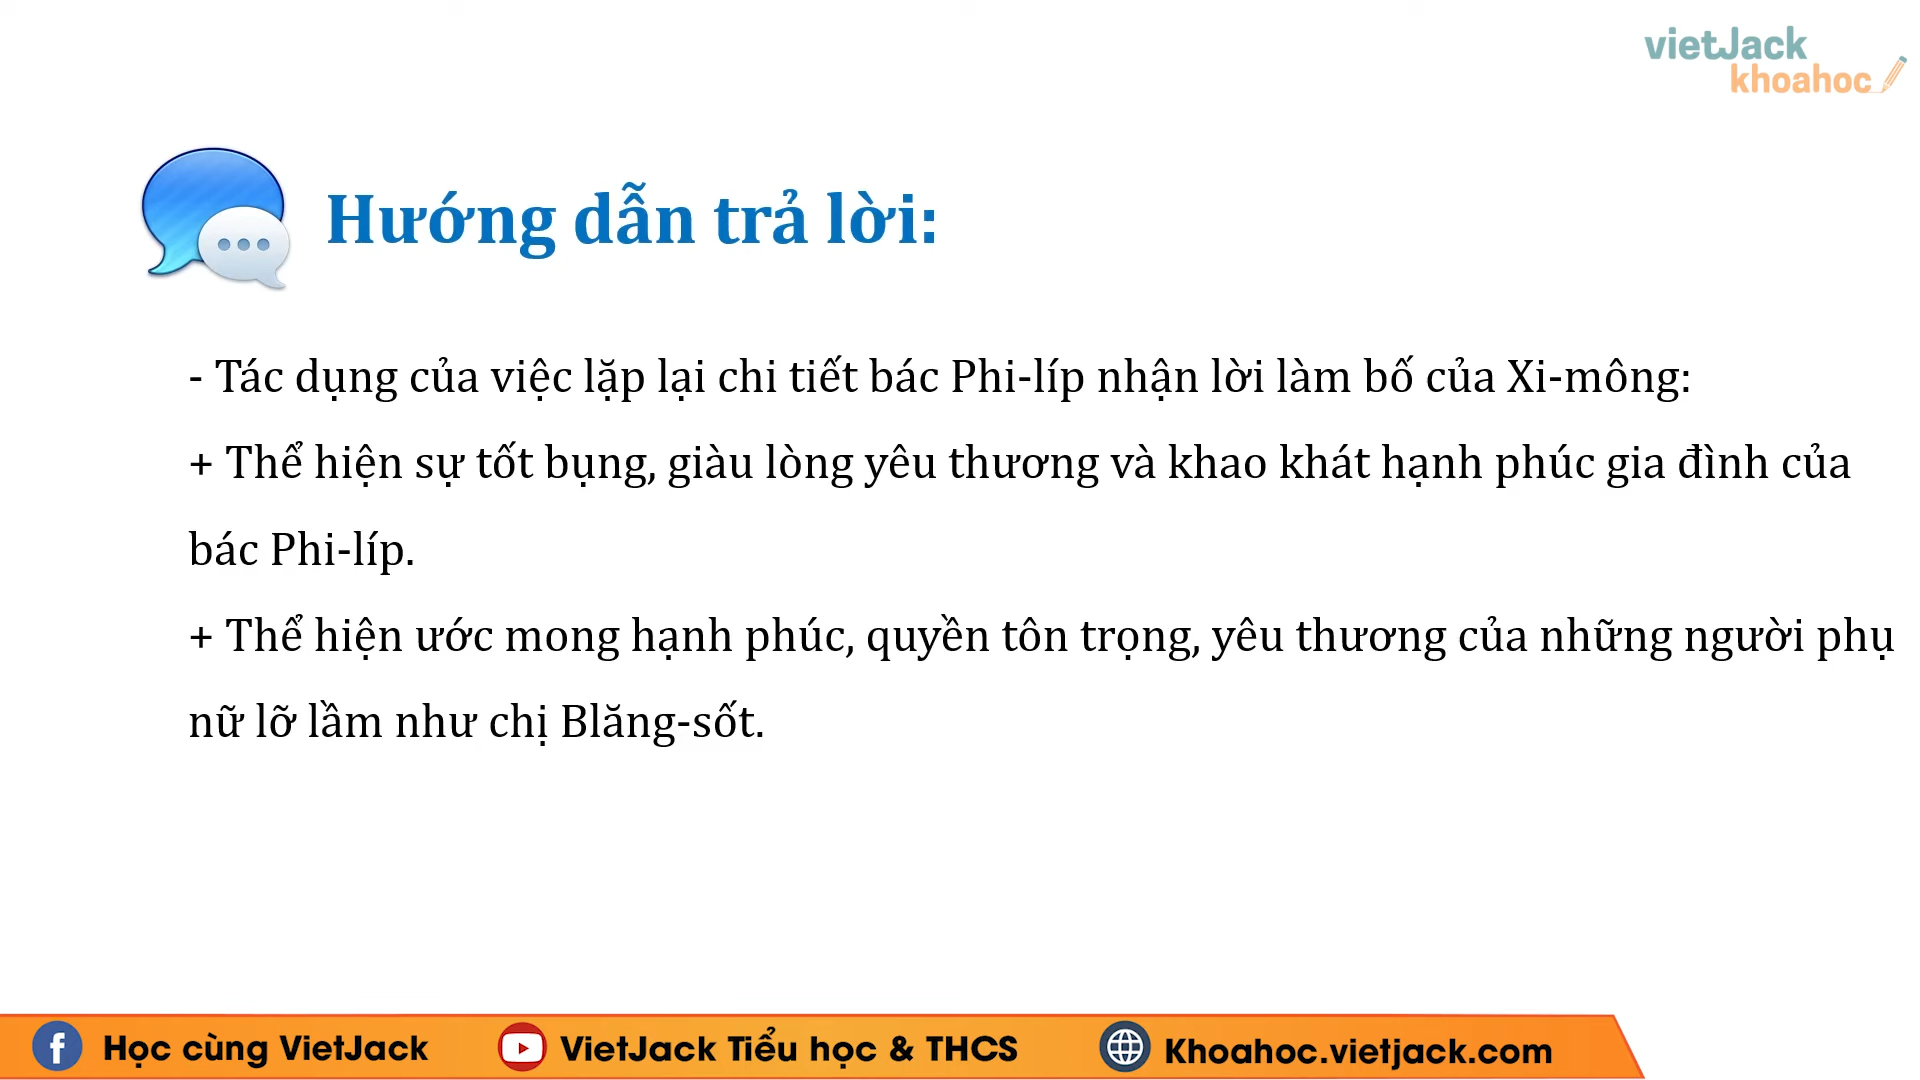 vietJack
khoahoc
Hướng dẫn trả lời:
- Tác dụng của việc lặp lại chi tiết bác Phi-líp nhận lời làm bố của Xi-mông:
+ Thể hiện sự tốt bụng, giàu lòng yêu thương và khao khát hạnh phúc gia đình của
bác Phi-líp.
+ Thể hiện ước mong hạnh phúc, quyền tôn trọng, yêu thương của những người phụ
nữ lỡ lầm như chị Blăng-sốt.
Học cùng VietJack
VietJack Tiểu học & THCS
Khoahoc.vietjack.com